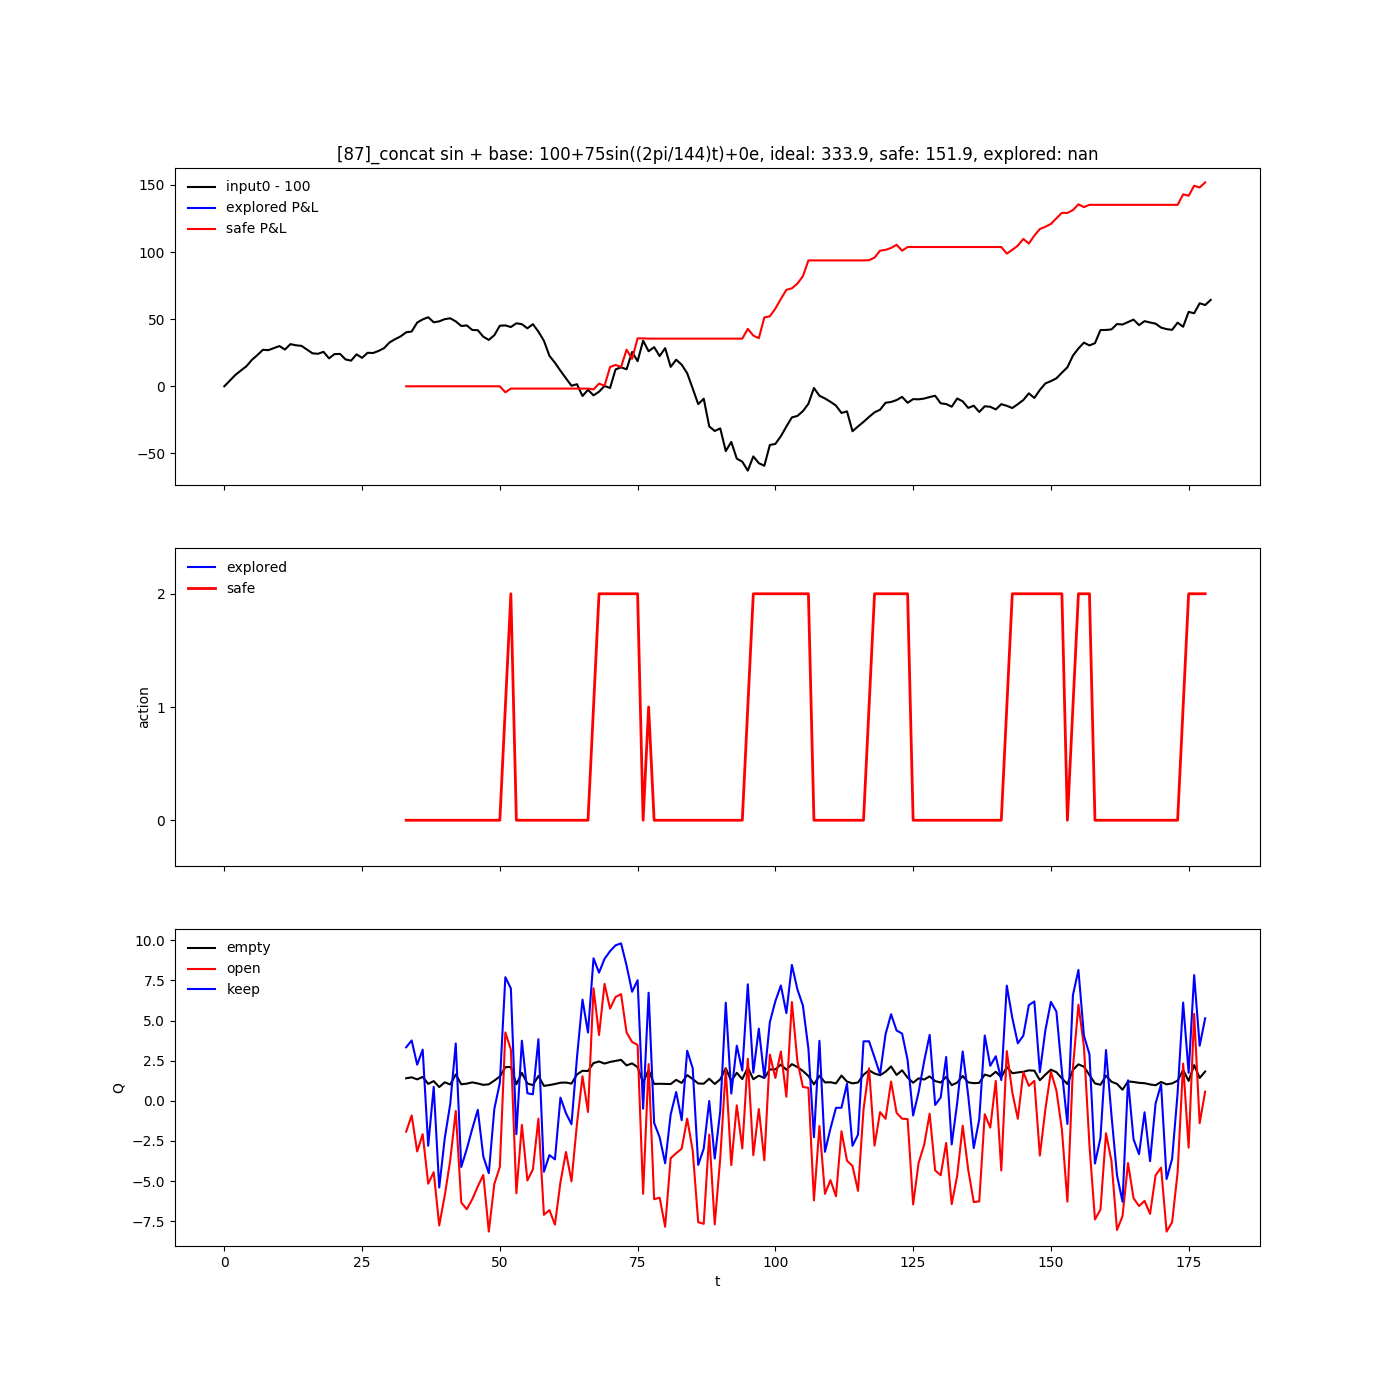 [87]_concat sin + base: 100+75sin((2pi/144)t)+0e, ideal: 333.9, safe: 151.9, explored: nan
150
100
50
0
−50
input0 - 100
explored P&L
safe P&L
2
1
0
action
explored
safe
10.0
7.5
5.0
2.5
0.0
−2.5
−5.0
−7.5
Q
empty
open
keep
0 25 50 75 100 125 150 175
t